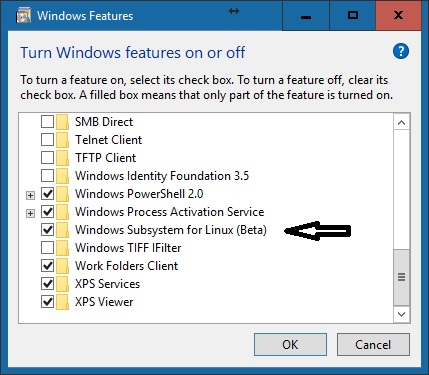 Windows Features
Turn Windows features on or off
To turn a feature on, select its check box. To turn a feature off, clear its
check box. A filled box means that only part of the feature is turned on.
SMB Direct
Telnet Client
TFTP Client
Windows Identity Foundation 3.5
Windows PowerShell 2.0
Windows Process Activation Service
Windows Subsystem for Linux (Beta)
Windows TIFF IFilter
Work Folders Client
XPS Services
XPS Viewer
OK Cancel